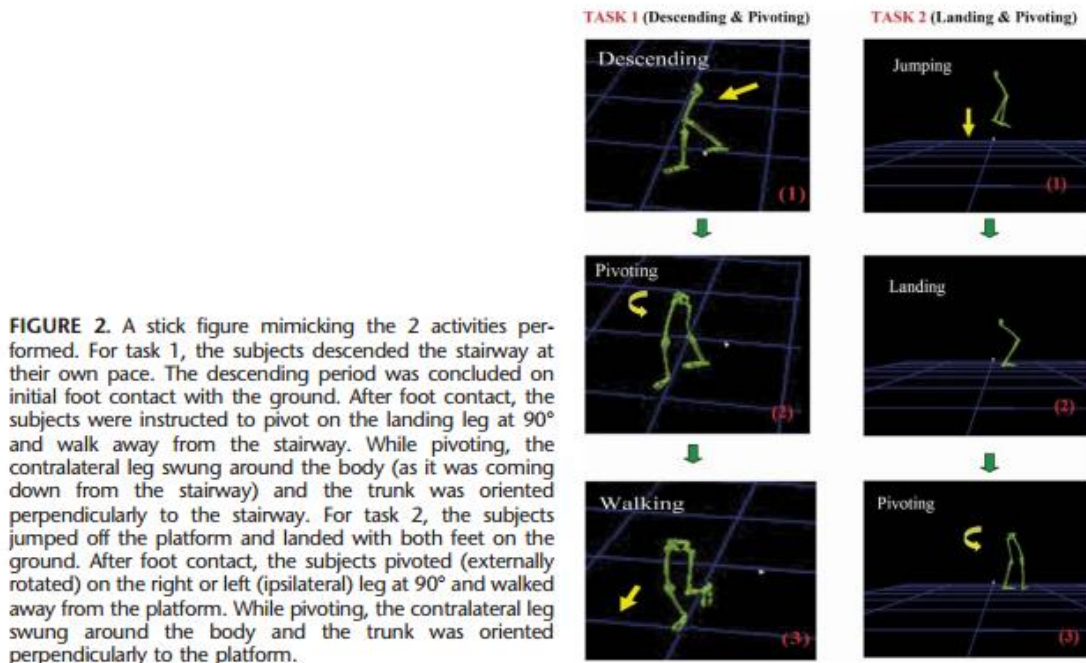 FIGURE 2. A stick figure mimicking the 2 activities per-
formed. For task 1, the subjects descended the stairway at
their own pace. The descending period was concluded on
initial foot contact with the ground. After foot contact, the
subjects were instructed to pivot on the landing leg at 90°
and walk away from the stairway. While pivoting, the
contralateral leg swung around the body (as it was coming
down from the stairway) and the trunk was oriented
perpendicularly to the stairway. For task 2, the subjects
jumped off the platform and landed with both feet on the
ground. After foot contact, the subjects pivoted (externally
rotated) on the right or left (ipsilateral) leg at 90° and walked
away from the platform. While pivoting, the contralateral leg
swung around the body and the trunk was oriented
perpendicularly to the platform.
TASK 1 (Descending & Pivoting)
Descending
(1)
Pivoting
(2)
Walking
(3)
TASK 2 (Landing & Pivoting)
Jumping
(1)
Landing
(2)
Pivoting
(3)